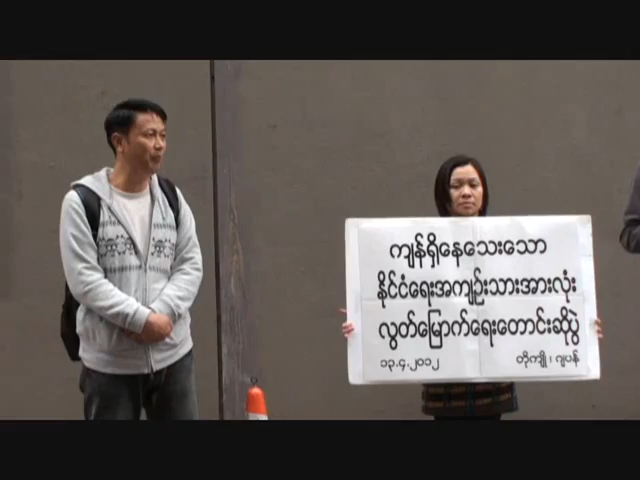 ကျန်ရှိနေသေးသော
နိုင်ငံရေးအကျဉ်းသားအားလုံး
လွတ်မြောက်ရေးတောင်းဆိုပွဲ
၁၃.၄.၂၀၁၂ တိုကျို ၊ ဂျပန်